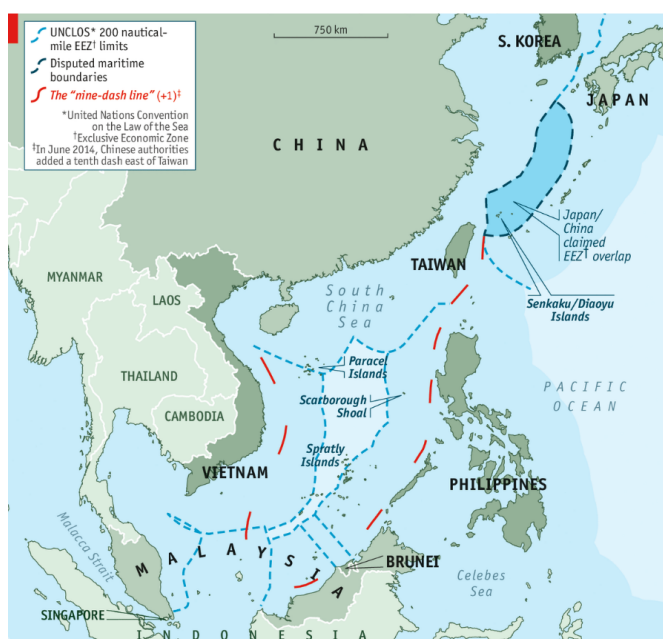 UNCLOS* 200 nautical-
mile EEZ† limits
Disputed maritime
boundaries
The “nine-dash line” (+1)‡
*United Nations Convention
on the Law of the Sea
†Exclusive Economic Zone
‡In June 2014, Chinese authorities
added a tenth dash east of Taiwan
750 km
S. KOREA
JAPAN
CHINA
Japan/
China
claimed
EEZ† overlap
TAIWAN
Senkaku/Diaoyu
Islands
MYANMAR
LAOS
South
China
Sea
Paracel
Islands
THAILAND
Scarborough
Shoal
PACIFIC
OCEAN
CAMBODIA
Spratly
Islands
VIETNAM
PHILIPPINES
Malacca Strait
MALAYSIA
BRUNEI
Celebes
Sea
SINGAPORE
INDONESIA